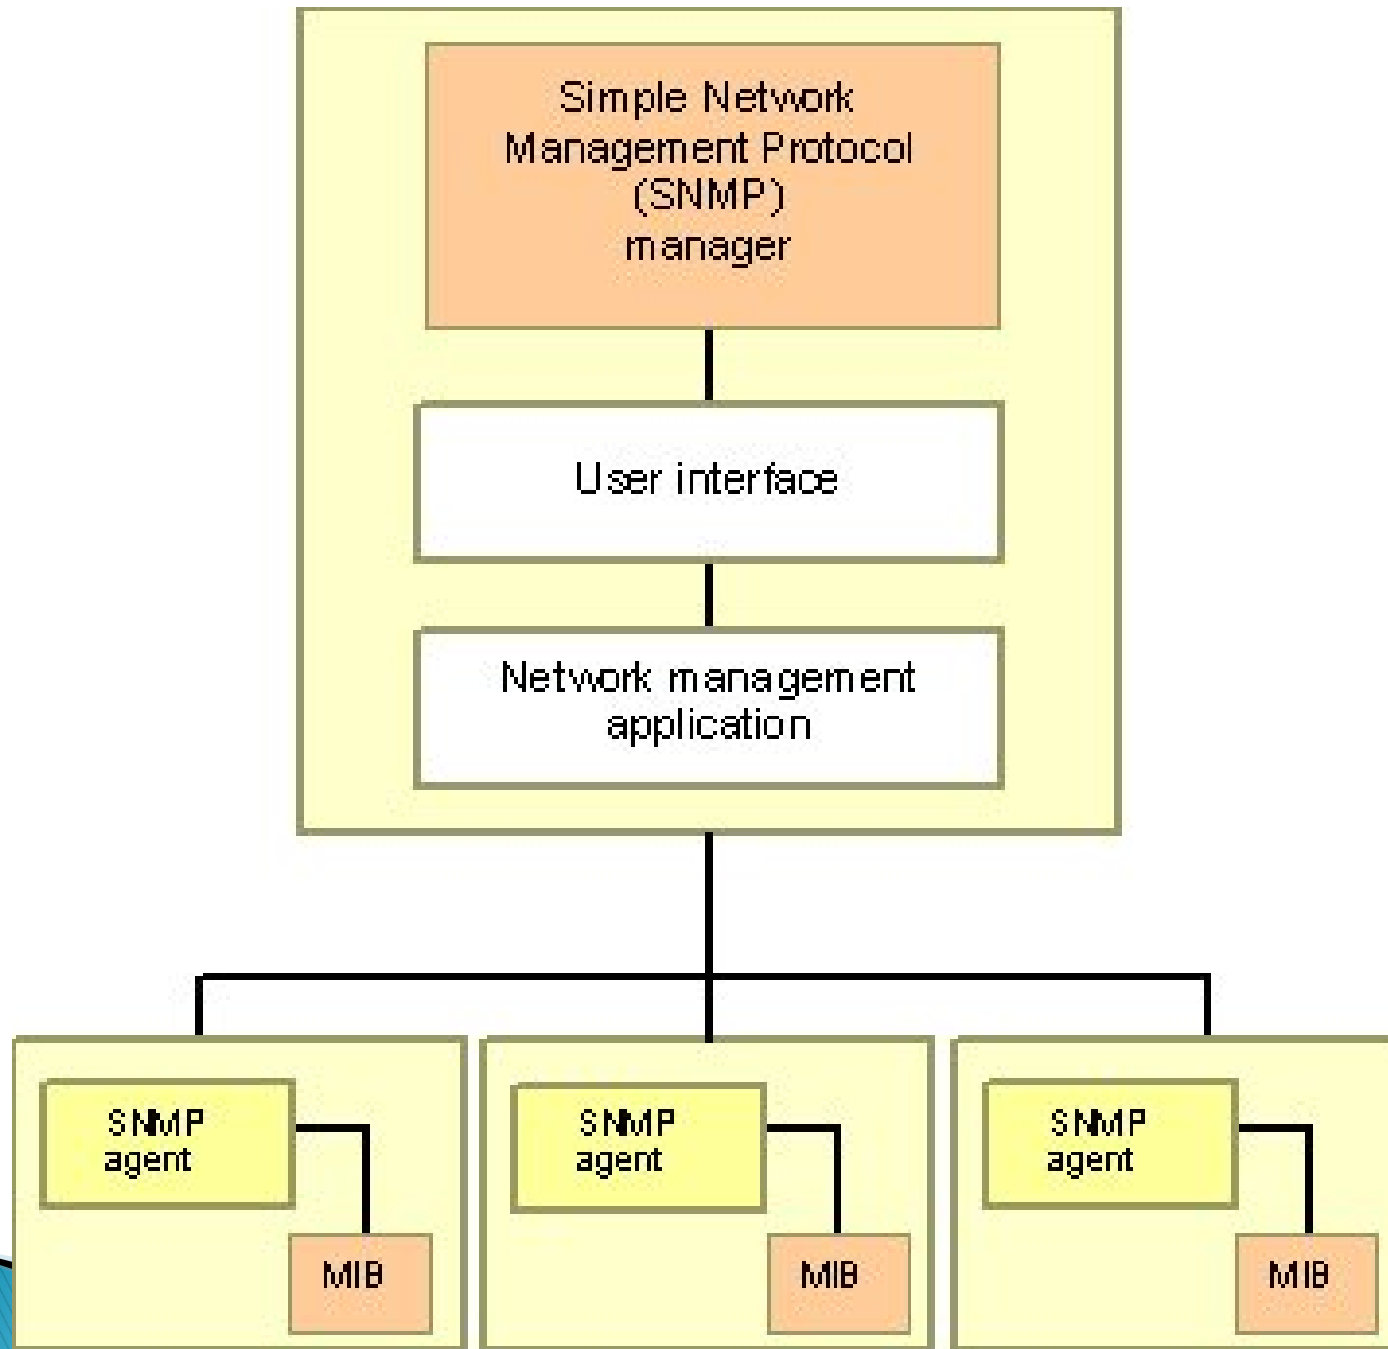 Simple Network
Management Protocol
(SNMP)
manager
User interface
Network management
application
SNMP
agent
MIB
SNMP
agent
MIB
SNMP
agent
MIB